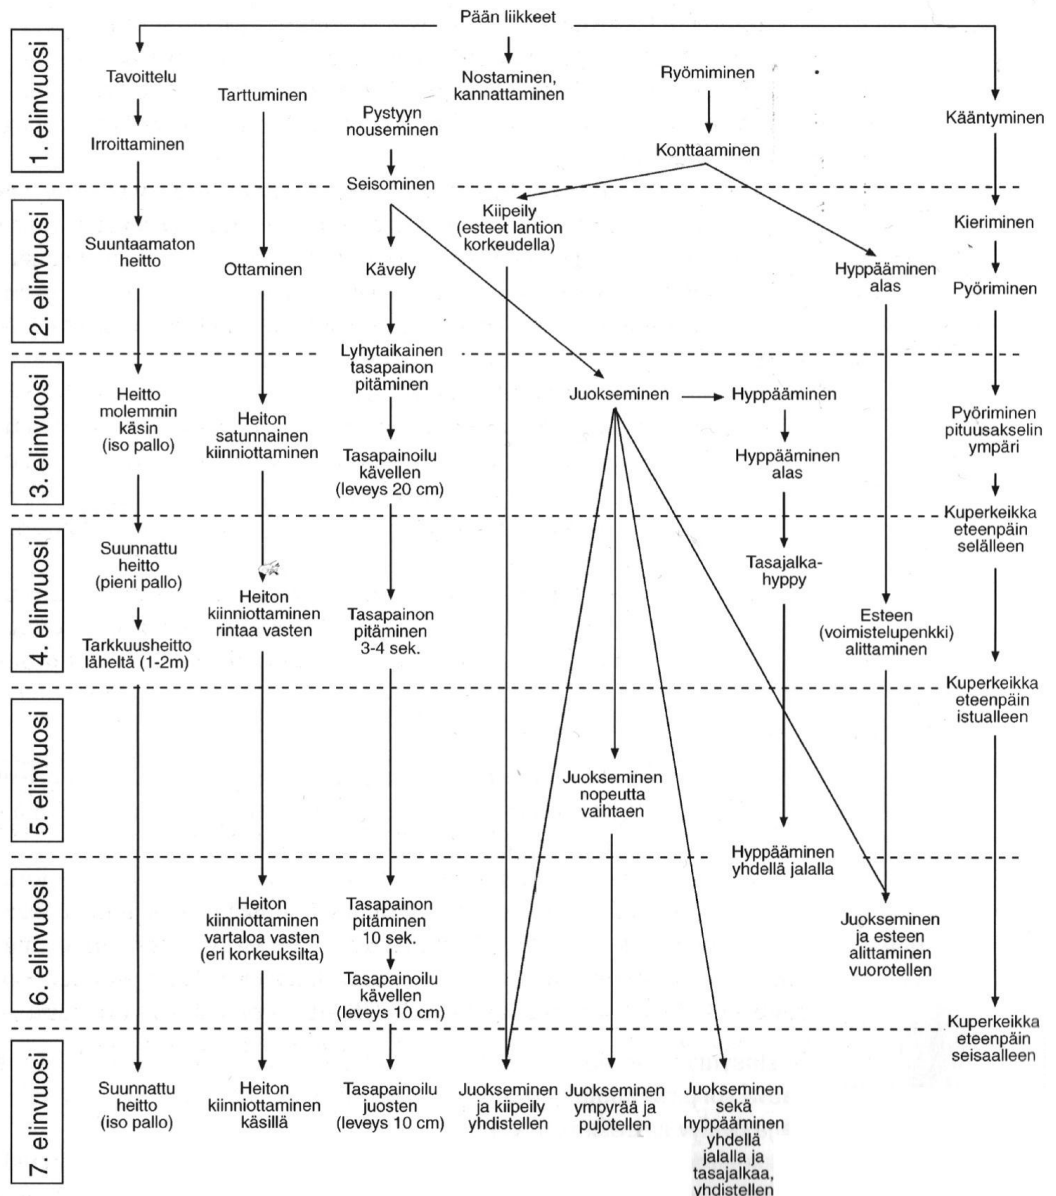 Pään liikkeet
1. elinvuosi
Tavoittelu
Irroittaminen
Tarttuminen
Pystyyn
nouseminen
Seisominen
Nostaminen,
kannattaminen
Ryömiminen
Konttaaminen
Kääntyminen
2. elinvuosi
Suuntaamaton
heitto
Ottaminen
Kävely
Lyhytaikainen
tasapainon
pitäminen
Kiipeily
(esteet lantion
korkeudella)
Hyppääminen
alas
Kieriminen
Pyöriminen
3. elinvuosi
Heitto
molemmin
käsin
(iso pallo)
Heiton
satunnainen
kiinniottaminen
Tasapainoilu
kävellen
(leveys 20 cm)
Juokseminen
Hyppääminen
Hyppääminen
alas
Pyöriminen
pituusakselin
ympäri
Kuperkeikka
eteenpäin
selälleen
4. elinvuosi
Suunnattu
heitto
(pieni pallo)
Tarkkuusheitto
läheltä (1-2m)
Heiton
kiinniottaminen
rintaa vasten
Tasapainon
pitäminen
3-4 sek.
Tasajalka-
hyppy
Esteen
(voimistelupenkki)
alittaminen
Kuperkeikka
eteenpäin
istualleen
5. elinvuosi
Juokseminen
nopeutta
vaihtaen
Hyppääminen
yhdellä jalalla
6. elinvuosi
Heiton
kiinniottaminen
vartaloa vasten
(eri korkeuksilta)
Tasapainon
pitäminen
10 sek.
Tasapainoilu
kävellen
(leveys 10 cm)
Juokseminen
ja esteen
alittaminen
vuorotellen
Kuperkeikka
eteenpäin
seisaalleen
7. elinvuosi
Suunnattu
heitto
(iso pallo)
Heiton
kiinniottaminen
käsillä
Tasapainoilu
juosten
(leveys 10 cm)
Juokseminen
ja kiipeily
yhdistellen
Juokseminen
ympyrää ja
pujotellen
Juokseminen
sekä
hyppääminen
yhdellä
jalalla ja
tasajalkaa,
yhdistellen